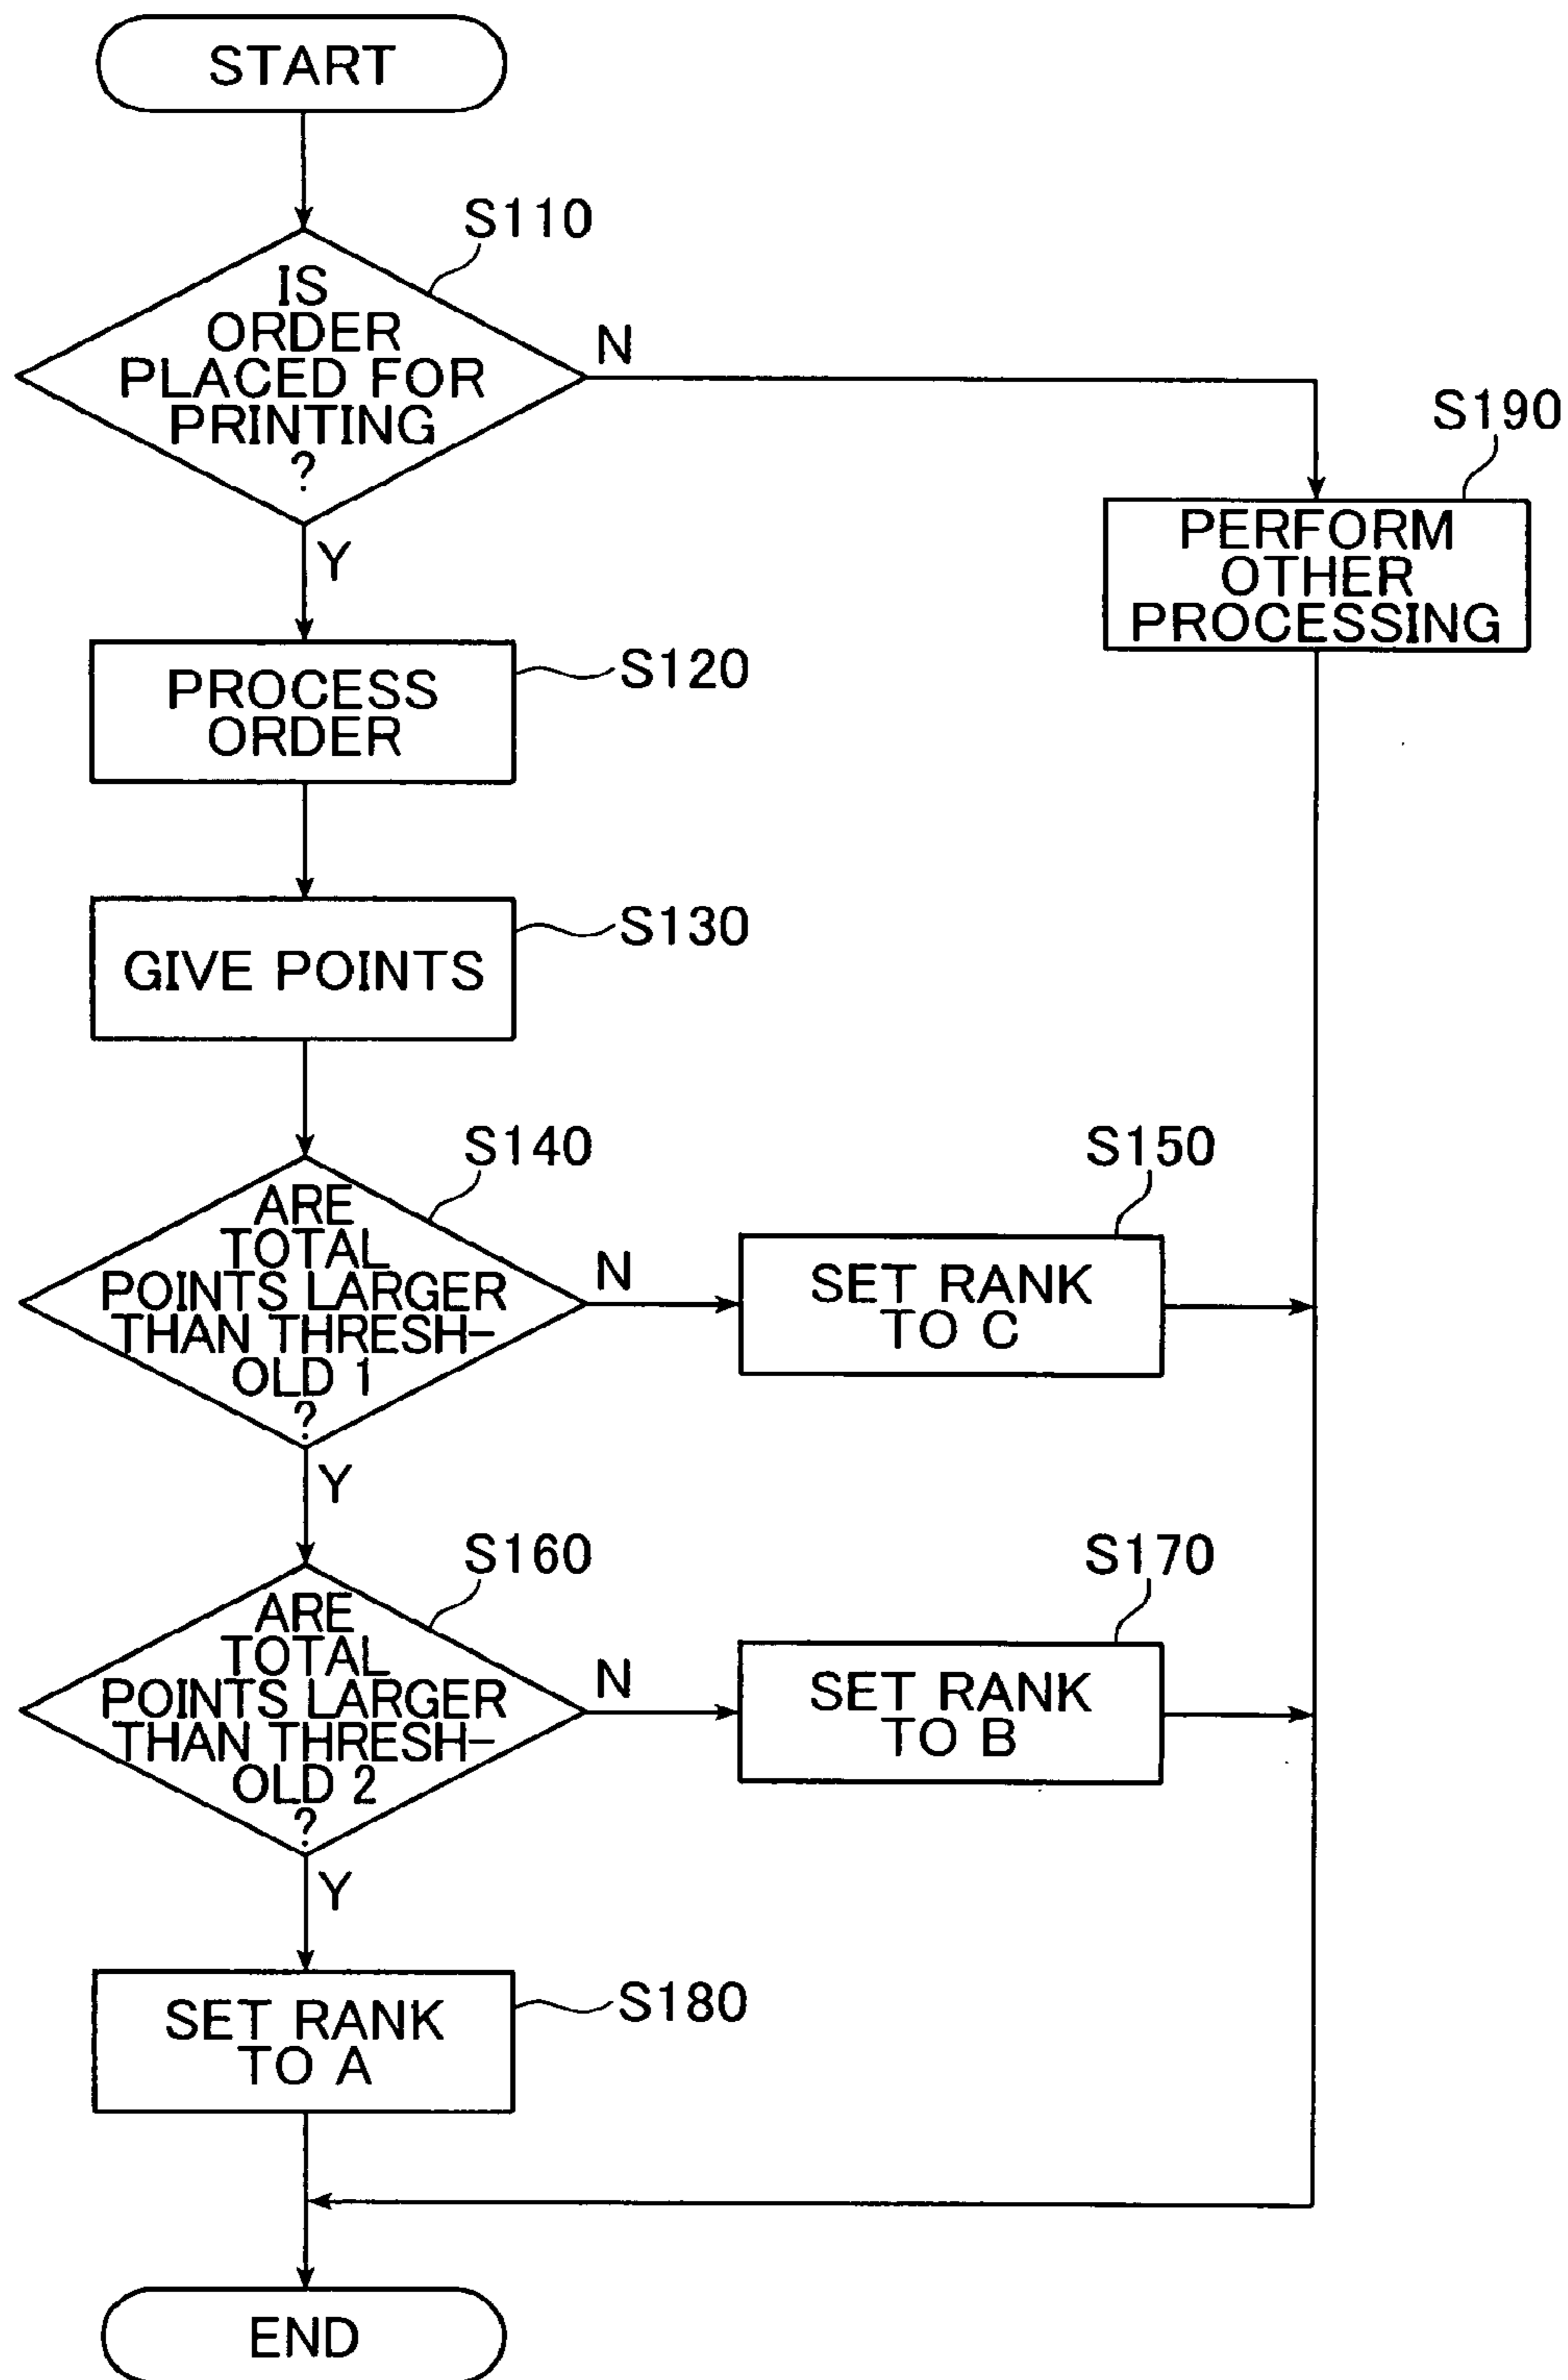 START
S110
IS
ORDER
PLACED FOR
PRINTING
?
N
Y
S190
PERFORM
OTHER
PROCESSING
S120
PROCESS
ORDER
S130
GIVE POINTS
S140
ARE
TOTAL
POINTS LARGER
THAN THRESH-
OLD 1
?
N
Y
S150
SET RANK
TO C
S160
ARE
TOTAL
POINTS LARGER
THAN THRESH-
OLD 2
?
N
Y
S170
SET RANK
TO B
S180
SET RANK
TO A
END